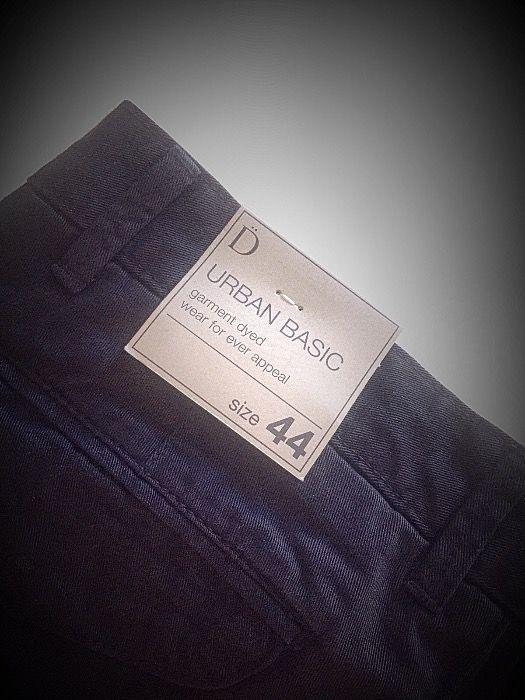 D̈
URBAN BASIC
garment dyed
wear for ever appeal
size 44